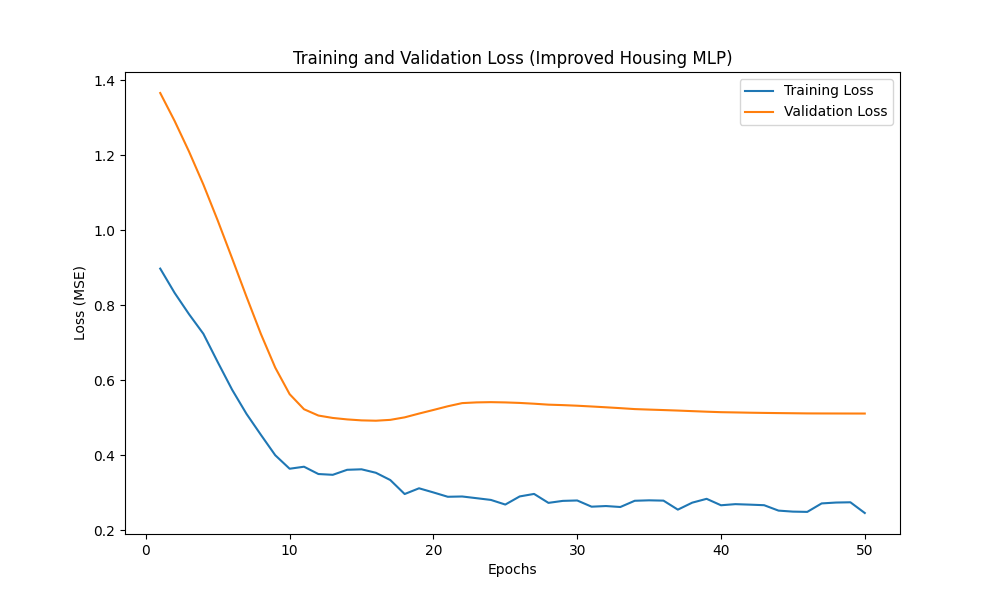 Training and Validation Loss (Improved Housing MLP)
Training Loss
Validation Loss
Loss (MSE)
1.4
1.2
1.0
0.8
0.6
0.4
0.2
0 10 20 30 40 50
Epochs